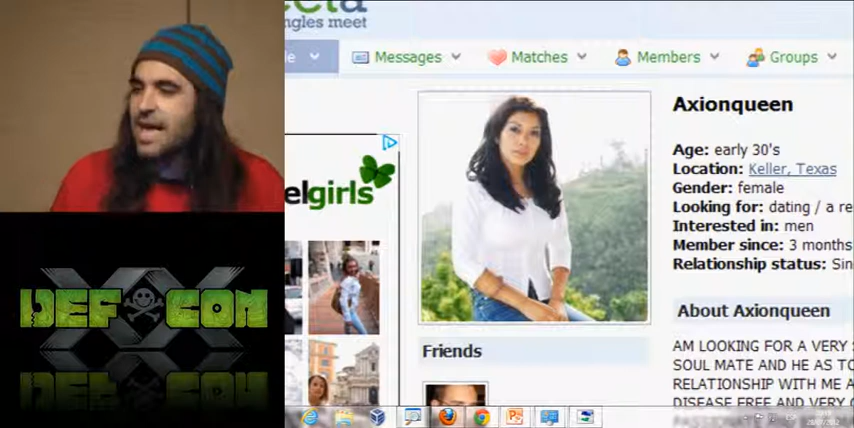 ngles meet
Messages
Matches
Members
Groups
Axionqueen
Age: early 30's
Location: Keller, Texas
Gender: female
Looking for: dating / a re
Interested in: men
Member since: 3 months
Relationship status: Sin
About Axionqueen
AM LOOKING FOR A VERY S
SOUL MATE AND HE AS TO
RELATIONSHIP WITH ME A
DISEASE FREE AND VERY
elgirls
Friends
DEF CON